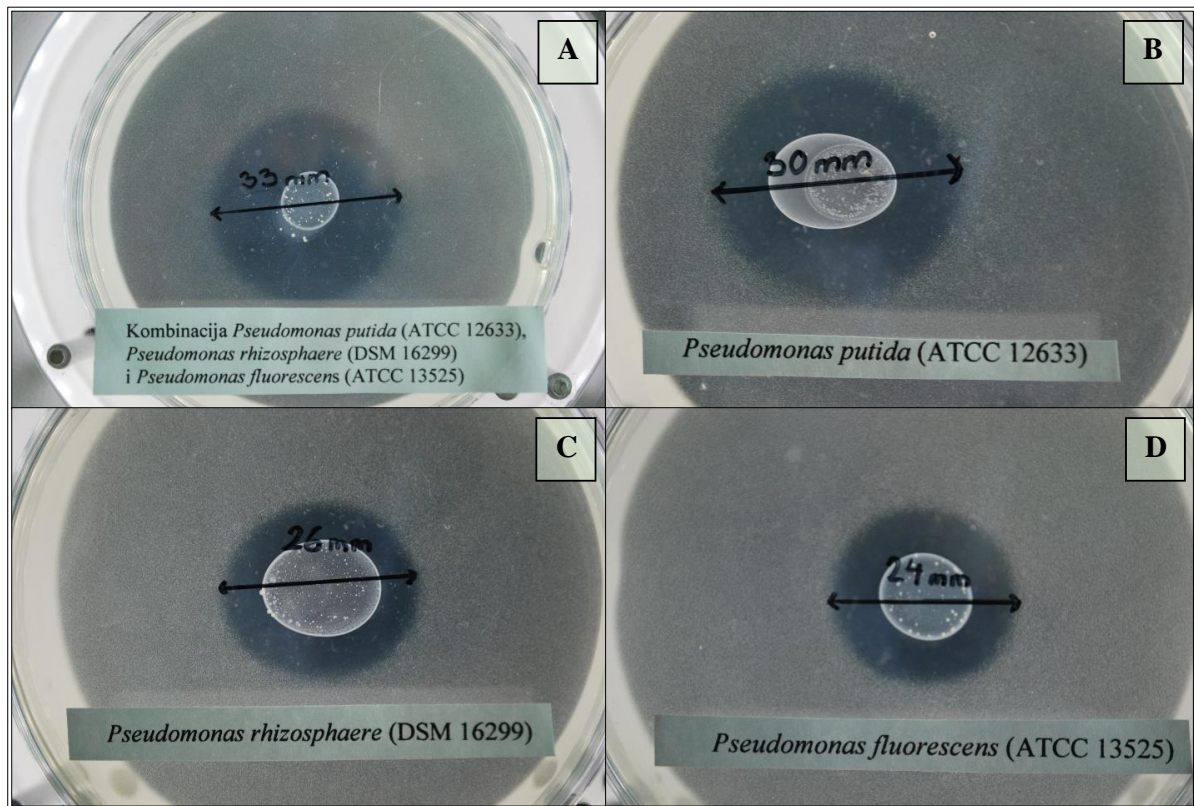 A
33 mm
Kombinacija Pseudomonas putida (ATCC 12633),
Pseudomonas rhizosphaere (DSM 16299)
i Pseudomonas fluorescens (ATCC 13525)
B
30 mm
Pseudomonas putida (ATCC 12633)
C
26 mm
Pseudomonas rhizosphaere (DSM 16299)
D
24 mm
Pseudomonas fluorescens (ATCC 13525)